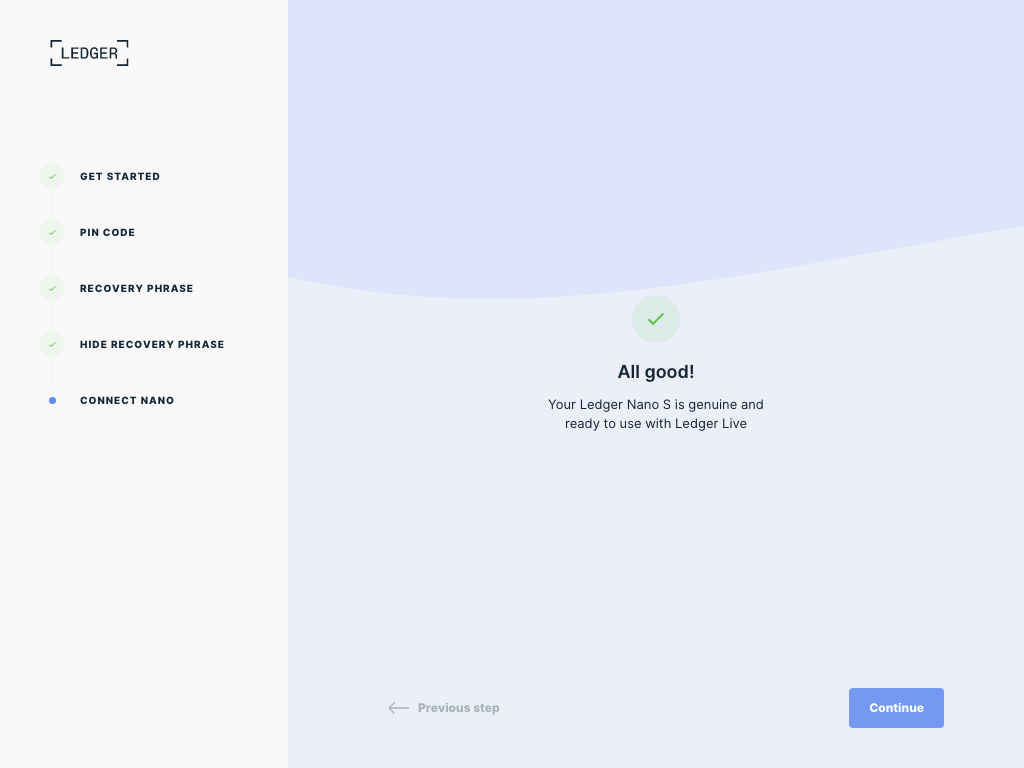 LEDGER
GET STARTED
PIN CODE
RECOVERY PHRASE
HIDE RECOVERY PHRASE
CONNECT NANO
All good!
Your Ledger Nano S is genuine and
ready to use with Ledger Live
Previous step
Continue